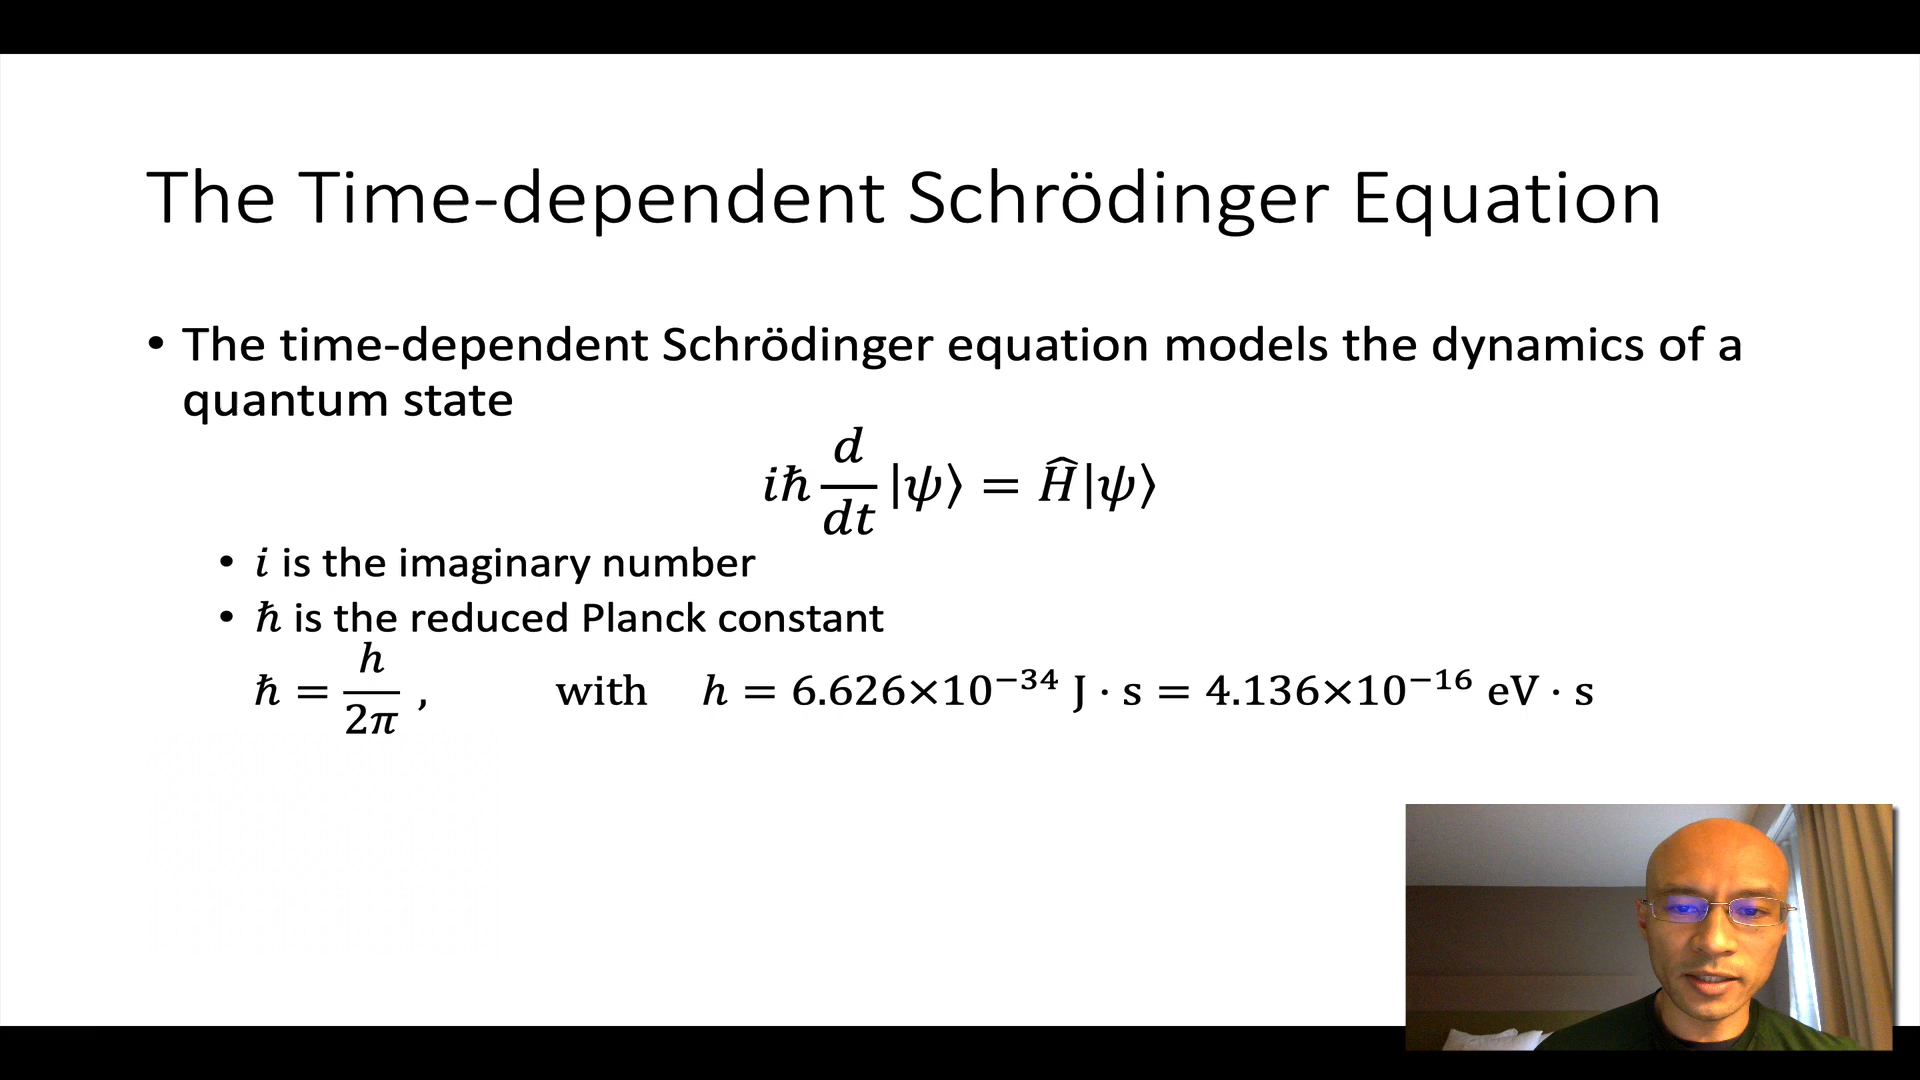 The Time-dependent Schrödinger Equation
• The time-dependent Schrödinger equation models the dynamics of a
quantum state
iħ d/dt |ψ⟩ = Ĥ|ψ⟩
• i is the imaginary number
• ħ is the reduced Planck constant
ħ = h/2π , with h = 6.626×10⁻³⁴ J · s = 4.136×10⁻¹⁶ eV · s